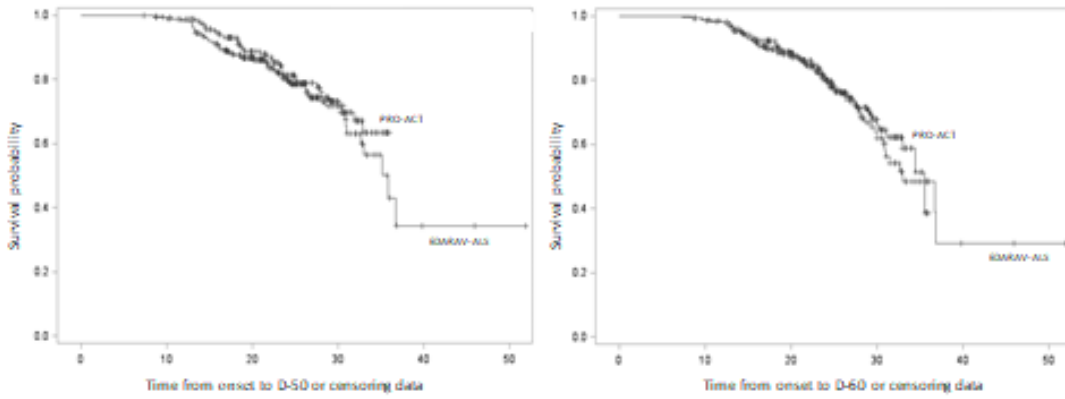 1.0
0.8
0.6
0.4
0.2
0.0
Survival probability
PRO-ACT
EDARAV-ALS
0 10 20 30 40 50
Time from onset to D-50 or censoring data
1.0
0.8
0.6
0.4
0.2
0.0
Survival probability
PRO-ACT
EDARAV-ALS
0 10 20 30 40 50
Time from onset to D-60 or censoring data